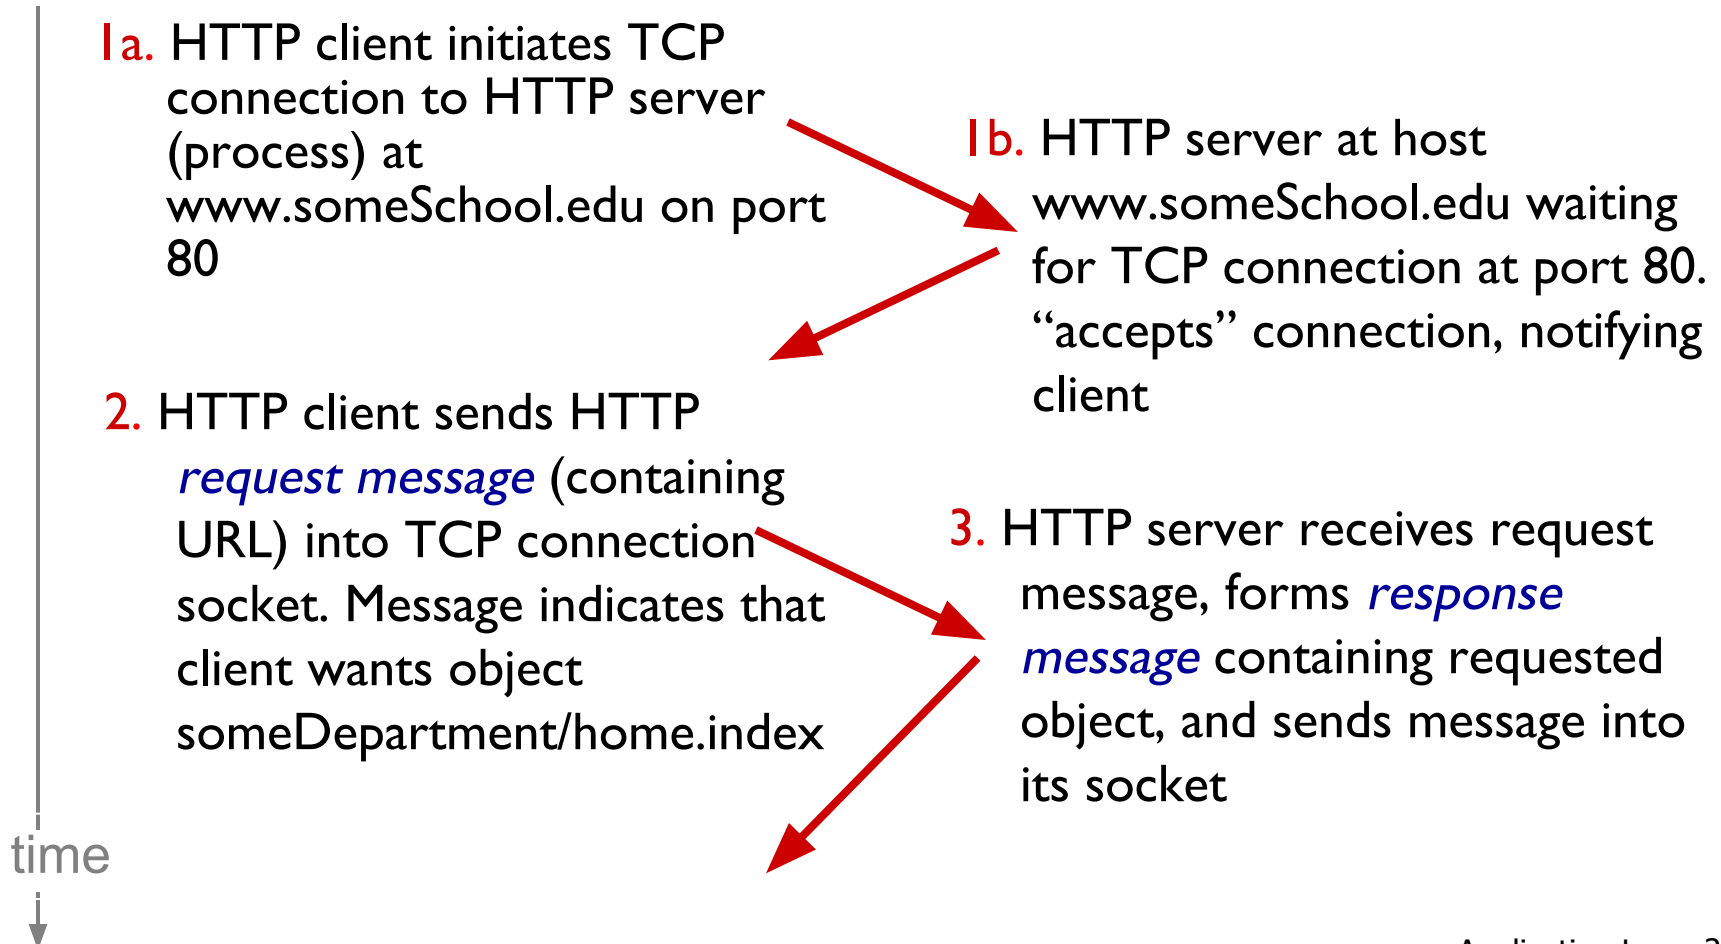 1a. HTTP client initiates TCP
connection to HTTP server
(process) at
www.someSchool.edu on port
80
1b. HTTP server at host
www.someSchool.edu waiting
for TCP connection at port 80.
“accepts” connection, notifying
client
2. HTTP client sends HTTP
request message (containing
URL) into TCP connection
socket. Message indicates that
client wants object
someDepartment/home.index
3. HTTP server receives request
message, forms response
message containing requested
object, and sends message into
its socket
time